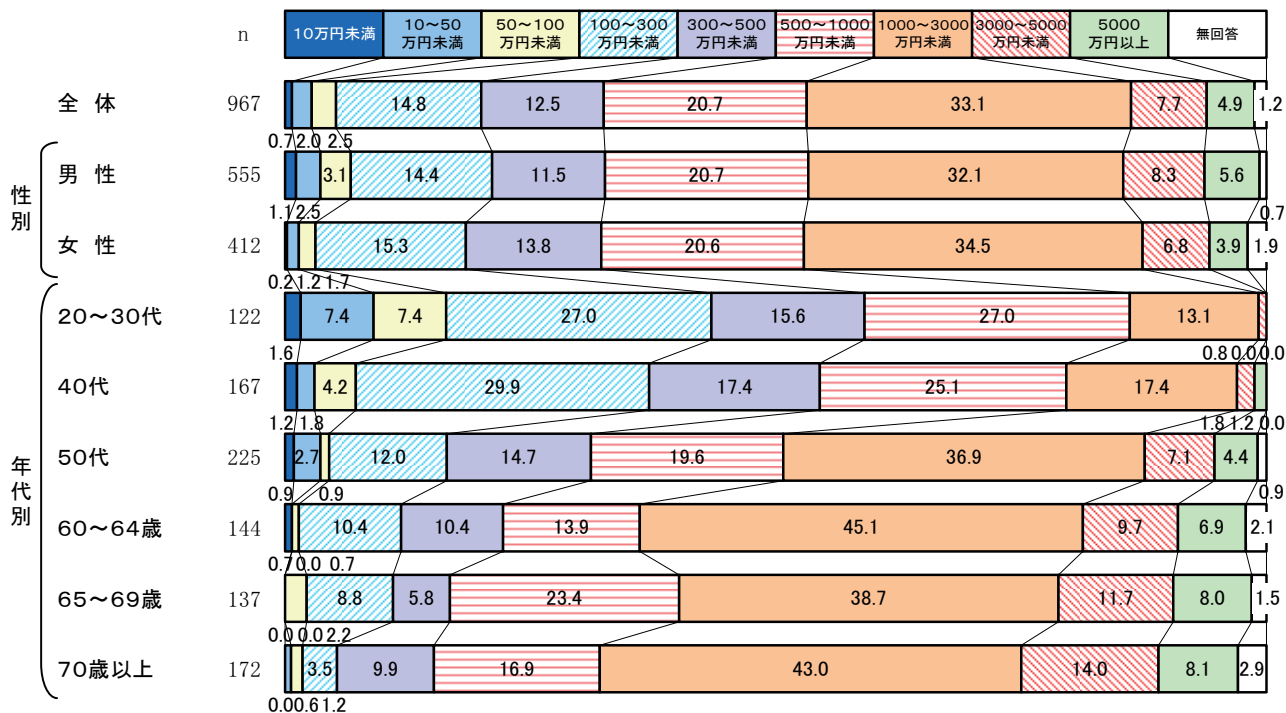 n
10万円未満
10～50
万円未満
50～100
万円未満
100～300
万円未満
300～500
万円未満
500～1000
万円未満
1000～3000
万円未満
3000～5000
万円未満
5000
万円以上
無回答
全 体 967 14.8 12.5 20.7 33.1 7.7 4.9 1.2
0.7 2.0 2.5
性別
男 性 555 3.1 14.4 11.5 20.7 32.1 8.3 5.6
1.1 2.5 0.7
女 性 412 15.3 13.8 20.6 34.5 6.8 3.9 1.9
0.2 1.2 1.7
年代別
20～30代 122 7.4 7.4 27.0 15.6 27.0 13.1
1.6 0.8 0.0 0.0
40代 167 4.2 29.9 17.4 25.1 17.4
1.2 1.8 1.8 1.2 0.0
50代 225 2.7 12.0 14.7 19.6 36.9 7.1 4.4
0.9 0.9 0.9
60～64歳 144 10.4 10.4 13.9 45.1 9.7 6.9 2.1
0.7 0.0 0.7
65～69歳 137 8.8 5.8 23.4 38.7 11.7 8.0 1.5
0.0 0.0 2.2
70歳以上 172 3.5 9.9 16.9 43.0 14.0 8.1 2.9
0.0 0.6 1.2